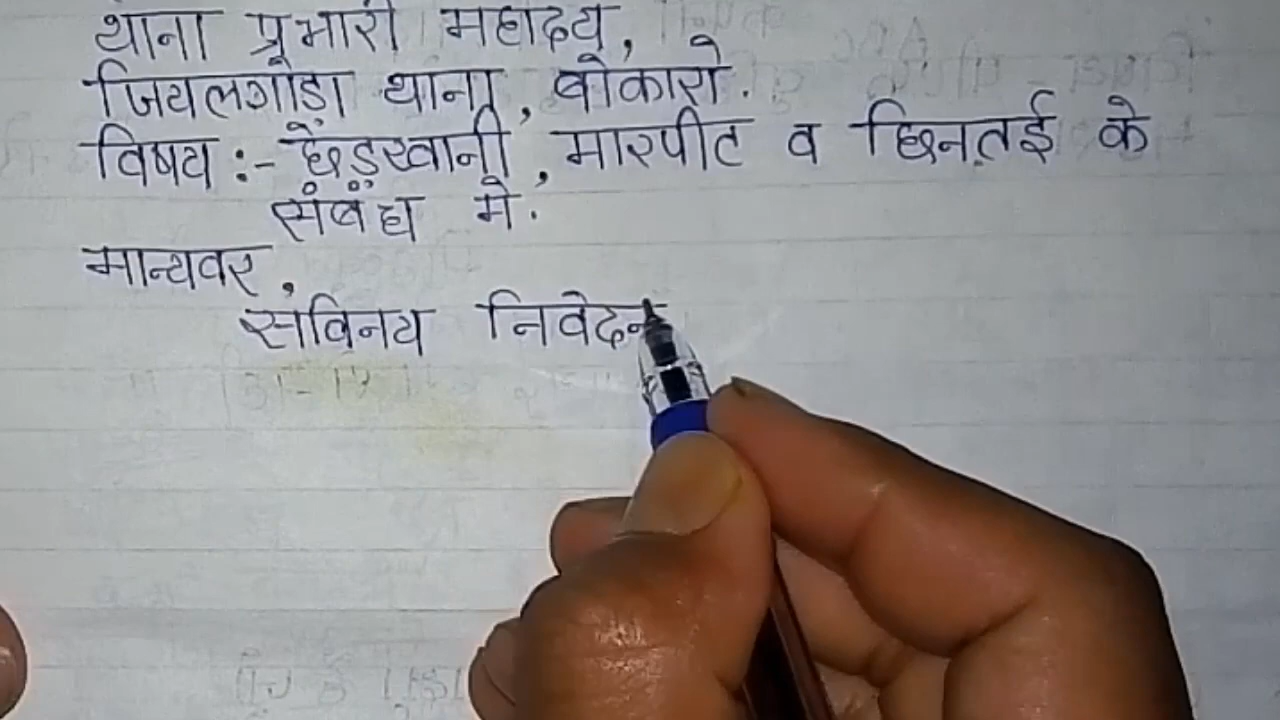 थाना प्रभारी महोदय,
जियलगोड़ा थाना, बोकारो.
विषय :- छेड़खानी, मारपीट व छिनतई के
संबंध में.
मान्यवर,
सविनय निवेदन